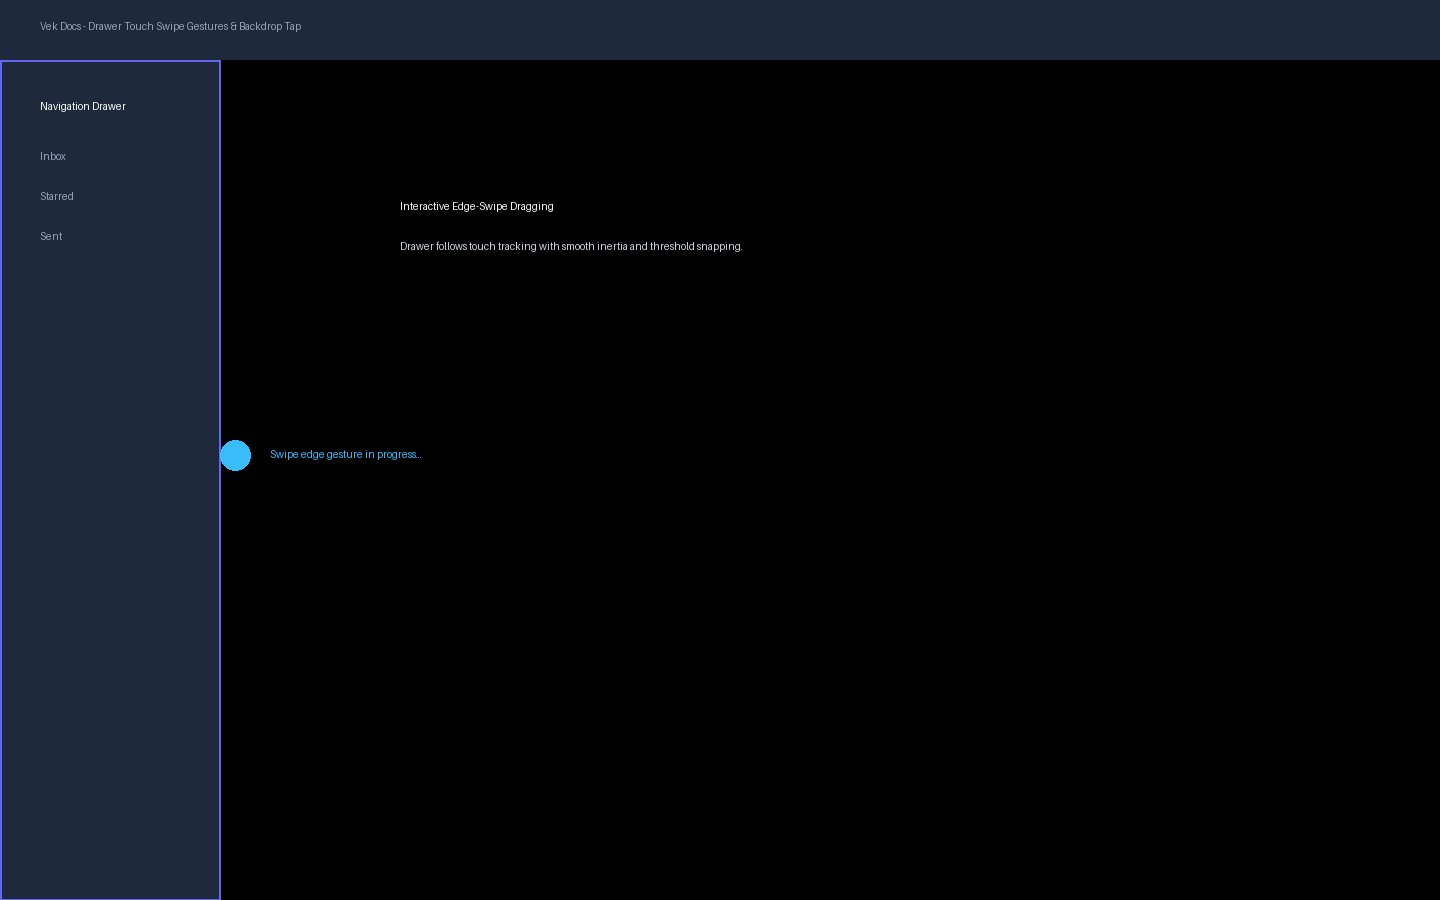 Vek Docs - Drawer Touch Swipe Gestures & Backdrop Tap
Navigation Drawer
Inbox
Starred
Sent
Interactive Edge-Swipe Dragging
Drawer follows touch tracking with smooth inertia and threshold snapping.
Swipe edge gesture in progress...